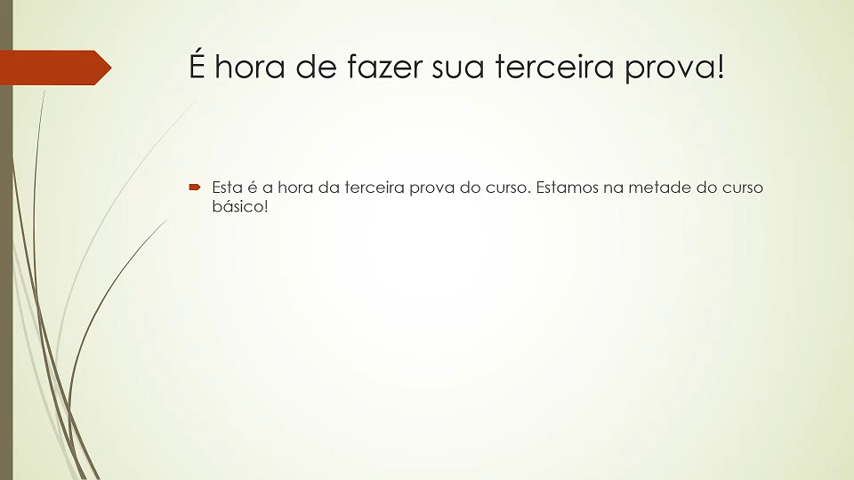 É hora de fazer sua terceira prova!
Esta é a hora da terceira prova do curso. Estamos na metade do curso
básico!